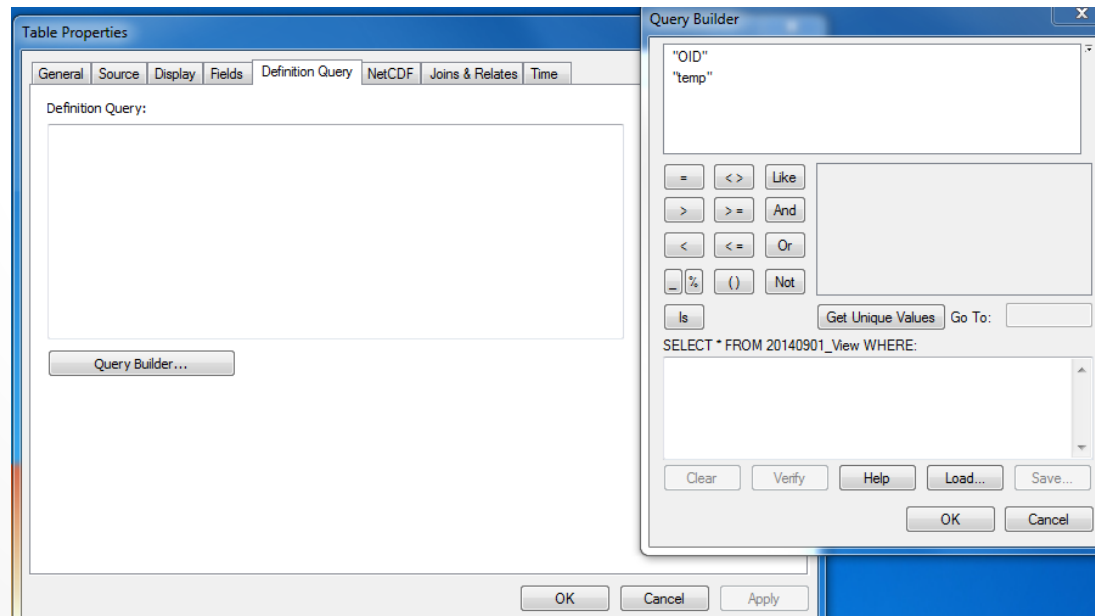 Table Properties
General Source Display Fields Definition Query NetCDF Joins & Relates Time
Definition Query:
Query Builder...
OK Cancel Apply
Query Builder
X
"OID"
"temp"
= < > Like
> > = And
< < = Or
_ % () Not
Is
Get Unique Values Go To:
SELECT * FROM 20140901_View WHERE:
Clear Verify Help Load... Save...
OK Cancel